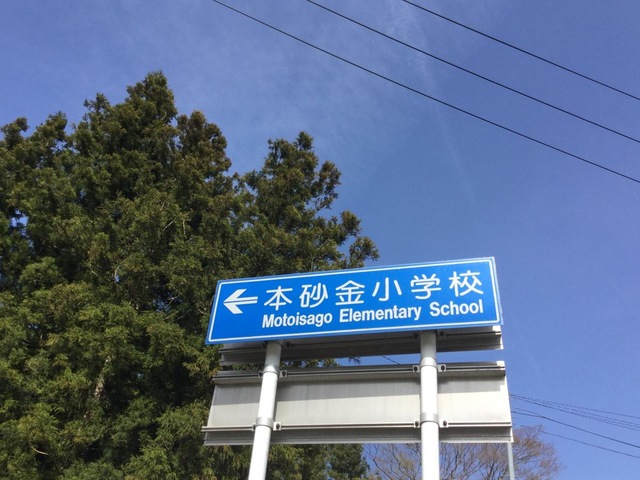 本砂金小学校
Motoisago Elementary School